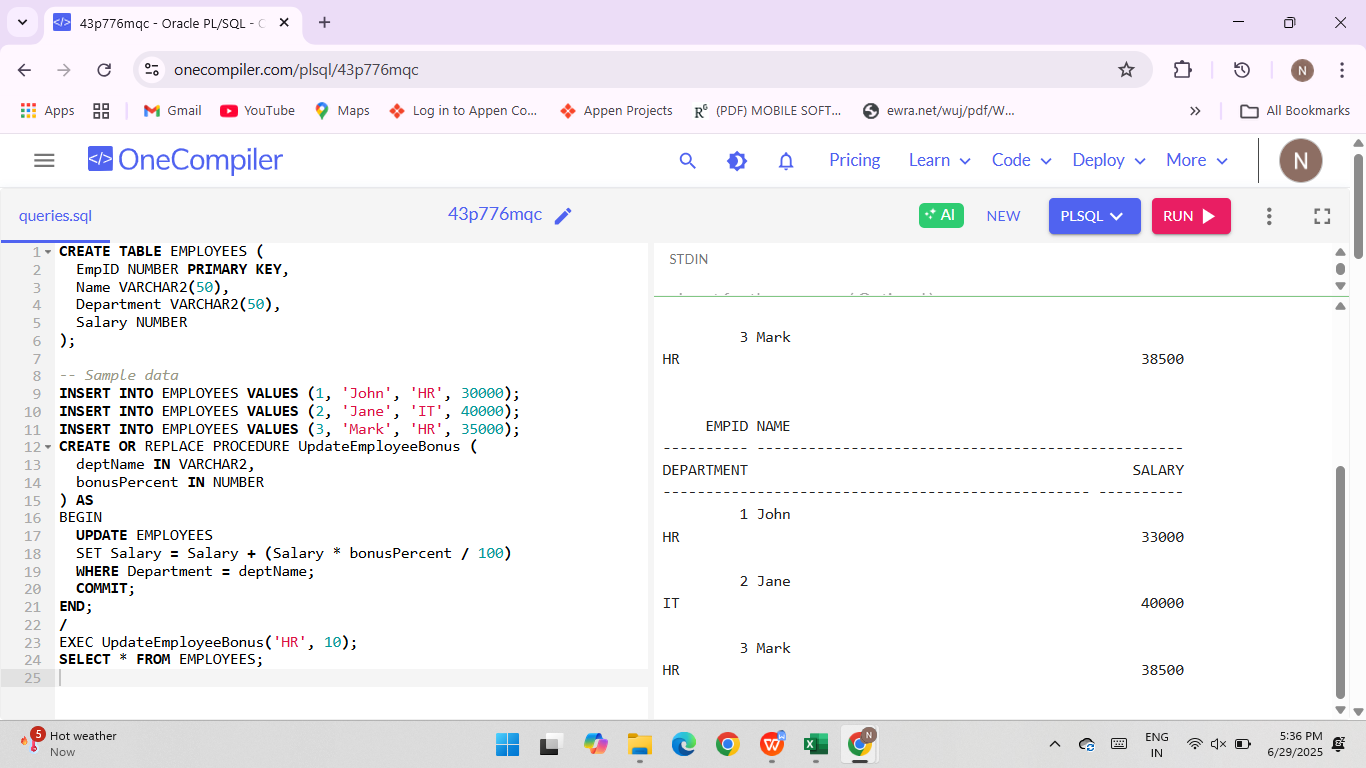 43p776mqc - Oracle PL/SQL - C
onecompiler.com/plsql/43p776mqc
N
Apps
Gmail
YouTube
Maps
Log in to Appen Co...
Appen Projects
(PDF) MOBILE SOFT...
ewra.net/wuj/pdf/W...
All Bookmarks
OneCompiler
Pricing
Learn
Code
Deploy
More
N
queries.sql
43p776mqc
AI
NEW
PLSQL
RUN
1 CREATE TABLE EMPLOYEES (
2 EmpID NUMBER PRIMARY KEY,
3 Name VARCHAR2(50),
4 Department VARCHAR2(50),
5 Salary NUMBER
6 );
7
8 -- Sample data
9 INSERT INTO EMPLOYEES VALUES (1, 'John', 'HR', 30000);
10 INSERT INTO EMPLOYEES VALUES (2, 'Jane', 'IT', 40000);
11 INSERT INTO EMPLOYEES VALUES (3, 'Mark', 'HR', 35000);
12 CREATE OR REPLACE PROCEDURE UpdateEmployeeBonus (
13 deptName IN VARCHAR2,
14 bonusPercent IN NUMBER
15 ) AS
16 BEGIN
17 UPDATE EMPLOYEES
18 SET Salary = Salary + (Salary * bonusPercent / 100)
19 WHERE Department = deptName;
20 COMMIT;
21 END;
22 /
23 EXEC UpdateEmployeeBonus('HR', 10);
24 SELECT * FROM EMPLOYEES;
25
STDIN
3 Mark
HR 38500
EMPID NAME
---------- --------------------------------------------------
DEPARTMENT SALARY
-------------------------------------------------- ----------
1 John
HR 33000
2 Jane
IT 40000
3 Mark
HR 38500
5
Hot weather
Now
N
ENG
IN
5:36 PM
6/29/2025